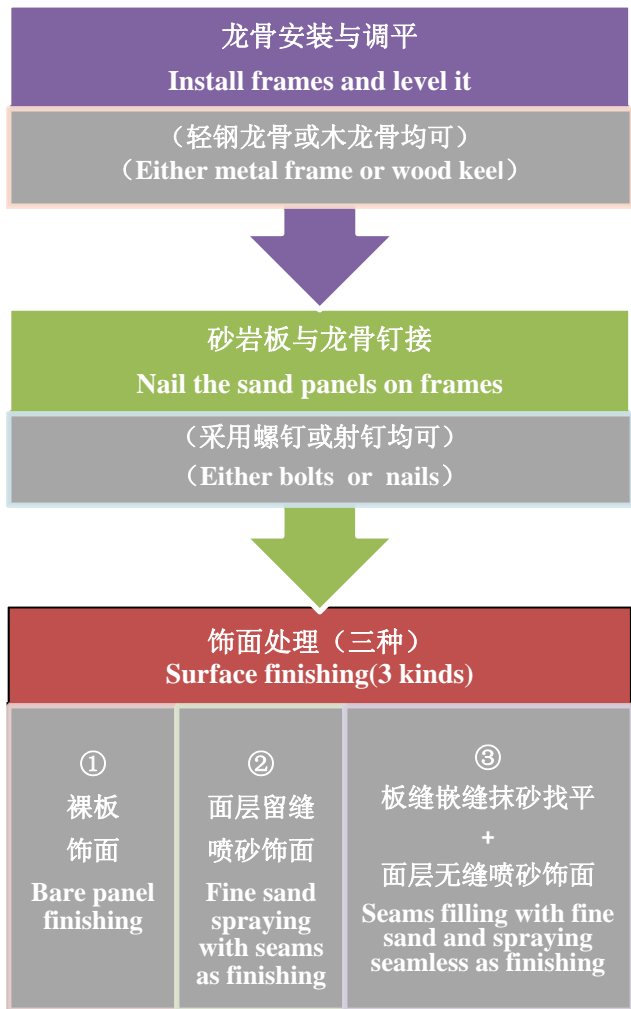 龙骨安装与调平
Install frames and level it
（轻钢龙骨或木龙骨均可）
（Either metal frame or wood keel）
砂岩板与龙骨钉接
Nail the sand panels on frames
（采用螺钉或射钉均可）
（Either bolts or nails）
饰面处理（三种）
Surface finishing(3 kinds)
①
裸板
饰面
Bare panel
finishing
②
面层留缝
喷砂饰面
Fine sand
spraying
with seams
as finishing
③
板缝嵌缝抹砂找平
+
面层无缝喷砂饰面
Seams filling with fine
sand and spraying
seamless as finishing